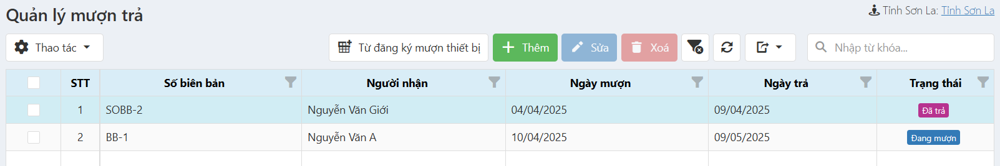 Quản lý mượn trả
Tỉnh Sơn La: Tỉnh Sơn La
Thao tác
Từ đăng ký mượn thiết bị
Thêm
Sửa
Xoá
Nhập từ khóa...
STT Số biên bản Người nhận Ngày mượn Ngày trả Trạng thái
1 SOBB-2 Nguyễn Văn Giới 04/04/2025 09/04/2025 Đã trả
2 BB-1 Nguyễn Văn A 10/04/2025 09/05/2025 Đang mượn